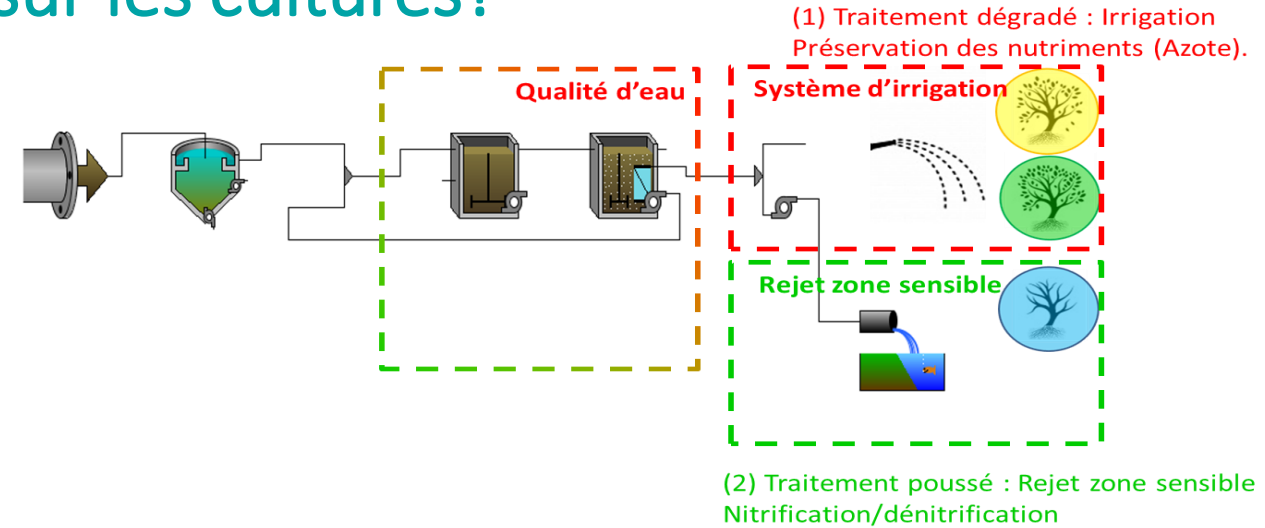 sur les cultures?
(1) Traitement dégradé : Irrigation
Préservation des nutriments (Azote).
Qualité d'eau
Système d'irrigation
Rejet zone sensible
(2) Traitement poussé : Rejet zone sensible
Nitrification/dénitrification